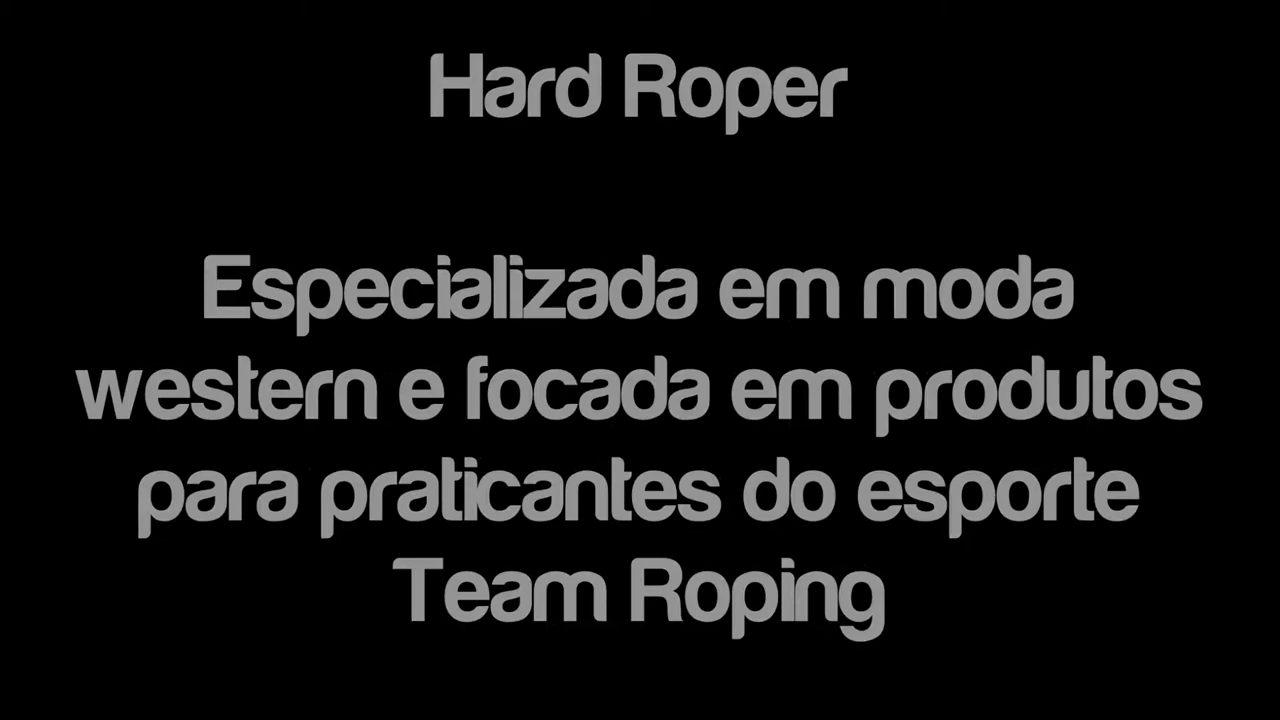 Hard Roper
Especializada em moda
western e focada em produtos
para praticantes do esporte
Team Roping